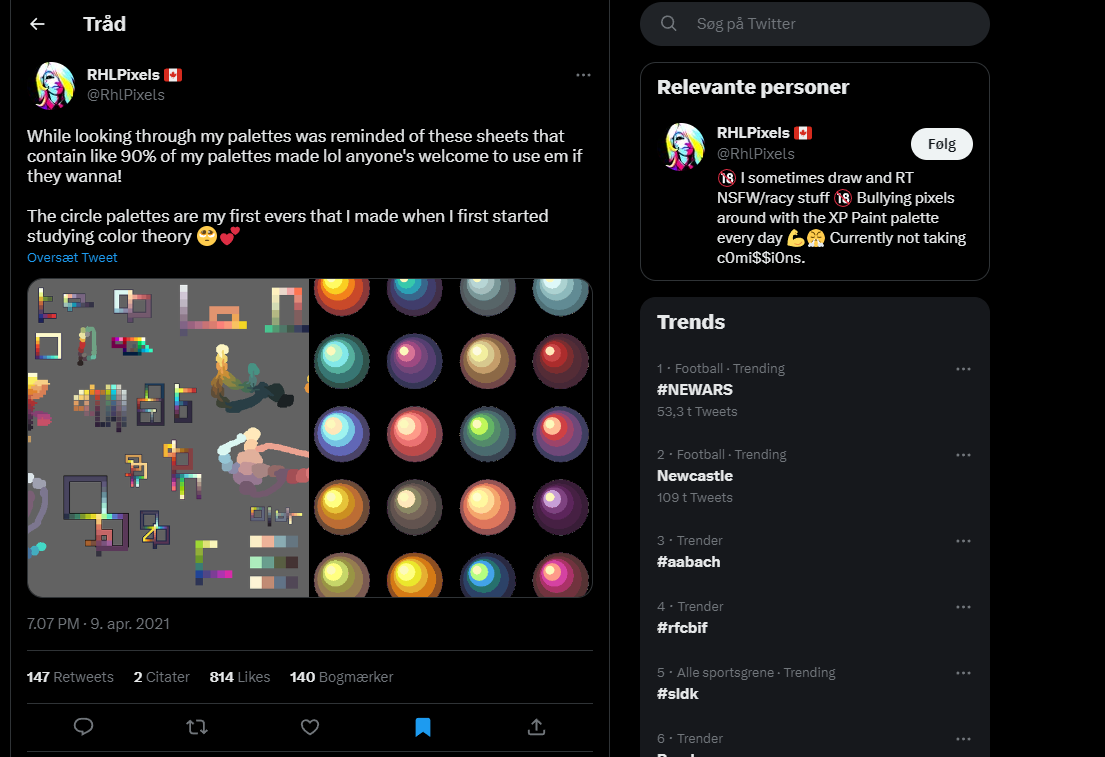 Tråd
RHLPixels 🇨🇦
@RhlPixels
While looking through my palettes was reminded of these sheets that
contain like 90% of my palettes made lol anyone's welcome to use em if
they wanna!
The circle palettes are my first evers that I made when I first started
studying color theory 🥺💕
Oversæt Tweet
7.07 PM · 9. apr. 2021
147 Retweets 2 Citater 814 Likes 140 Bogmærker
Søg på Twitter
Relevante personer
RHLPixels 🇨🇦
@RhlPixels
Følg
🔞 I sometimes draw and RT
NSFW/racy stuff 🔞 Bullying pixels
around with the XP Paint palette
every day 💪😤 Currently not taking
c0mi$$i0ns.
Trends
1 · Football · Trending
#NEWARS
53,3 t Tweets
2 · Football · Trending
Newcastle
109 t Tweets
3 · Trender
#aabach
4 · Trender
#rfcbif
5 · Alle sportsgrene · Trending
#sldk
6 · Trender